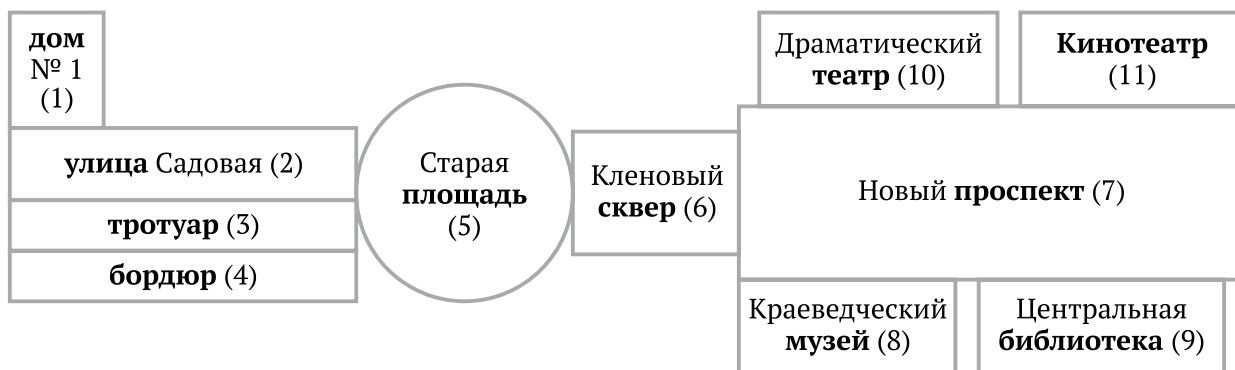 дом
№ 1
(1)
улица Садовая (2)
тротуар (3)
бордюр (4)
Старая
площадь
(5)
Кленовый
сквер (6)
Драматический
театр (10)
Кинотеатр
(11)
Новый проспект (7)
Краеведческий
музей (8)
Центральная
библиотека (9)